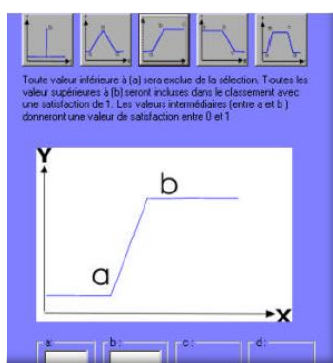 Toute valeur inférieure à (a) sera exclue de la sélection. Toutes les
valeur supérieures à (b) seront incluses dans le classement avec
une satisfaction de 1. Les valeurs intermédiaires (entre a et b )
donneront une valeur de satisfaction entre 0 et 1
Y
b
a
X
a: b: c: d: